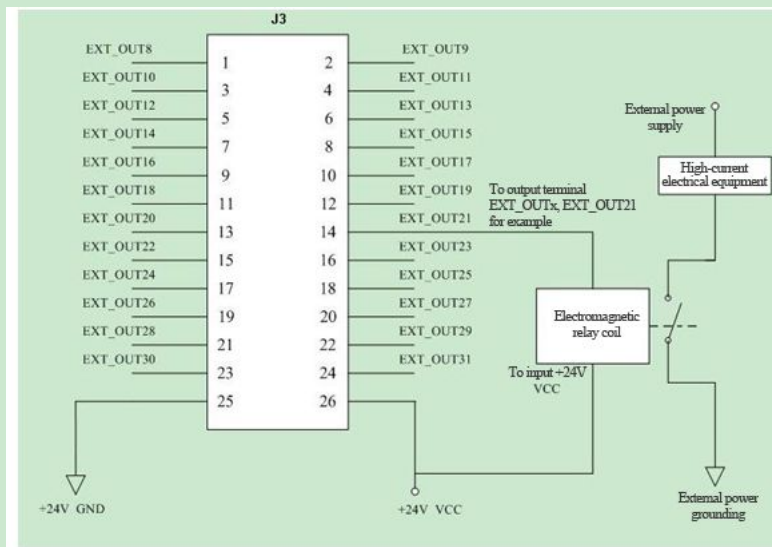 J3
EXT_OUT8 1 2 EXT_OUT9
EXT_OUT10 3 4 EXT_OUT11
EXT_OUT12 5 6 EXT_OUT13
EXT_OUT14 7 8 EXT_OUT15
EXT_OUT16 9 10 EXT_OUT17
EXT_OUT18 11 12 EXT_OUT19
EXT_OUT20 13 14 EXT_OUT21
EXT_OUT22 15 16 EXT_OUT23
EXT_OUT24 17 18 EXT_OUT25
EXT_OUT26 19 20 EXT_OUT27
EXT_OUT28 21 22 EXT_OUT29
EXT_OUT30 23 24 EXT_OUT31
25 26
+24V GND
+24V VCC
To output terminal
EXT_OUTx, EXT_OUT21
for example
Electromagnetic
relay coil
To input +24V
VCC
External power
supply
High-current
electrical equipment
External power
grounding